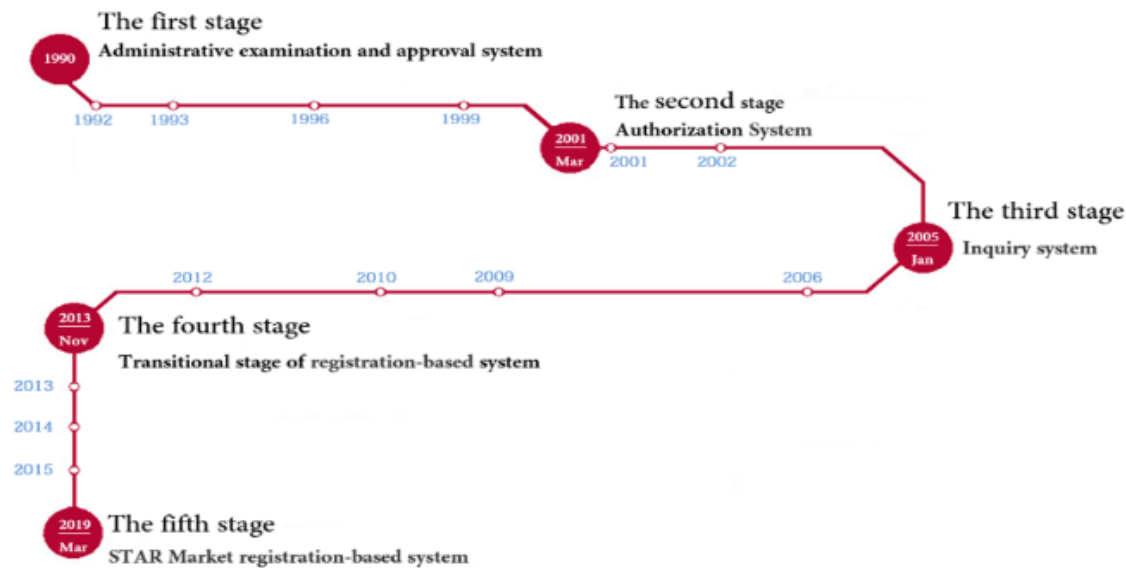 The first stage
1990
Administrative examination and approval system
1992
1993
1996
1999
The second stage
Authorization System
2001
Mar
2001
2002
The third stage
2005
Jan
Inquiry system
2012
2010
2009
2006
2013
Nov
The fourth stage
Transitional stage of registration-based system
2013
2014
2015
2019
Mar
The fifth stage
STAR Market registration-based system